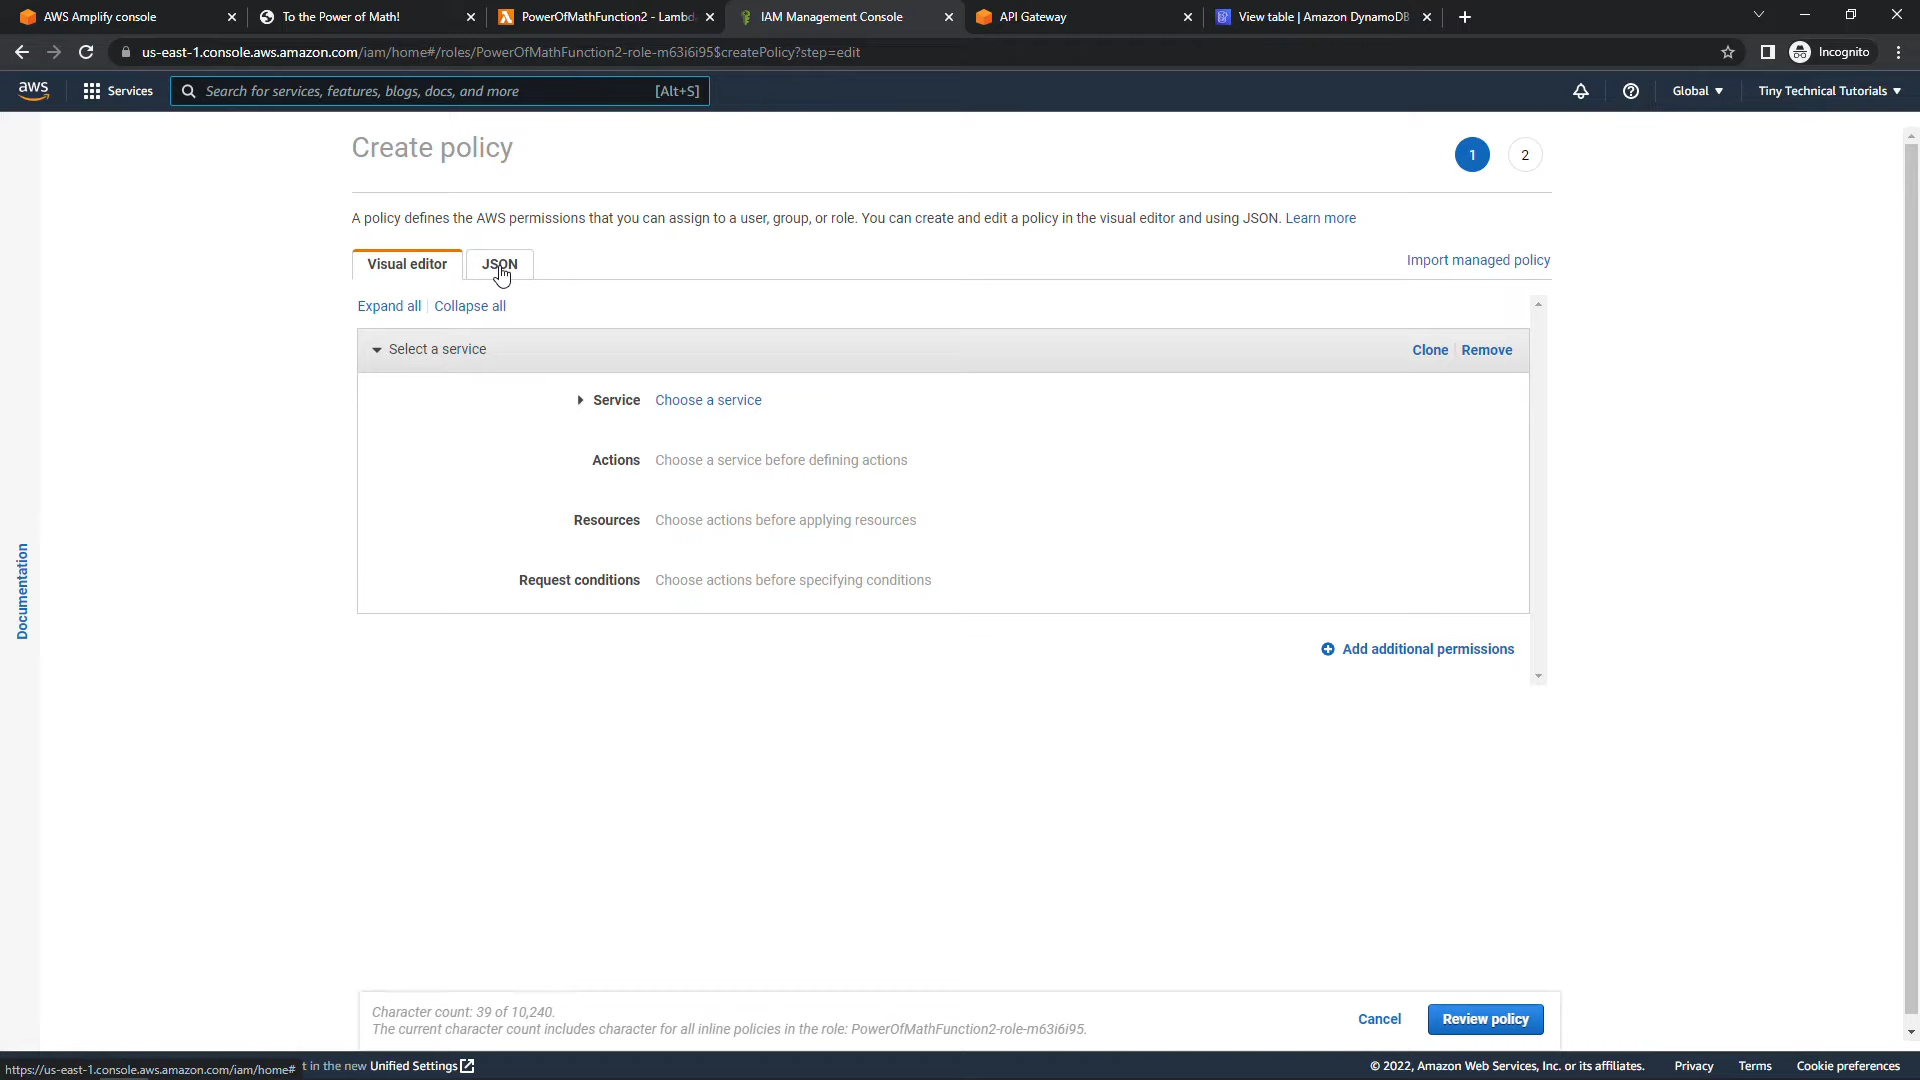 AWS Amplify console
To the Power of Math!
PowerOfMathFunction2 - Lambd
IAM Management Console
API Gateway
View table | Amazon DynamoDB
us-east-1.console.aws.amazon.com/iam/home#/roles/PowerOfMathFunction2-role-m63i6i95$createPolicy?step=edit
Incognito
aws
Services
Search for services, features, blogs, docs, and more
[Alt+S]
Global
Tiny Technical Tutorials
Create policy
1
2
A policy defines the AWS permissions that you can assign to a user, group, or role. You can create and edit a policy in the visual editor and using JSON. Learn more
Visual editor
JSON
Import managed policy
Expand all
Collapse all
Select a service
Clone
Remove
Service
Choose a service
Actions
Choose a service before defining actions
Resources
Choose actions before applying resources
Request conditions
Choose actions before specifying conditions
Add additional permissions
Documentation
Character count: 39 of 10,240.
The current character count includes character for all inline policies in the role: PowerOfMathFunction2-role-m63i6i95.
Cancel
Review policy
https://us-east-1.console.aws.amazon.com/iam/home#
t in the new Unified Settings
© 2022, Amazon Web Services, Inc. or its affiliates.
Privacy
Terms
Cookie preferences